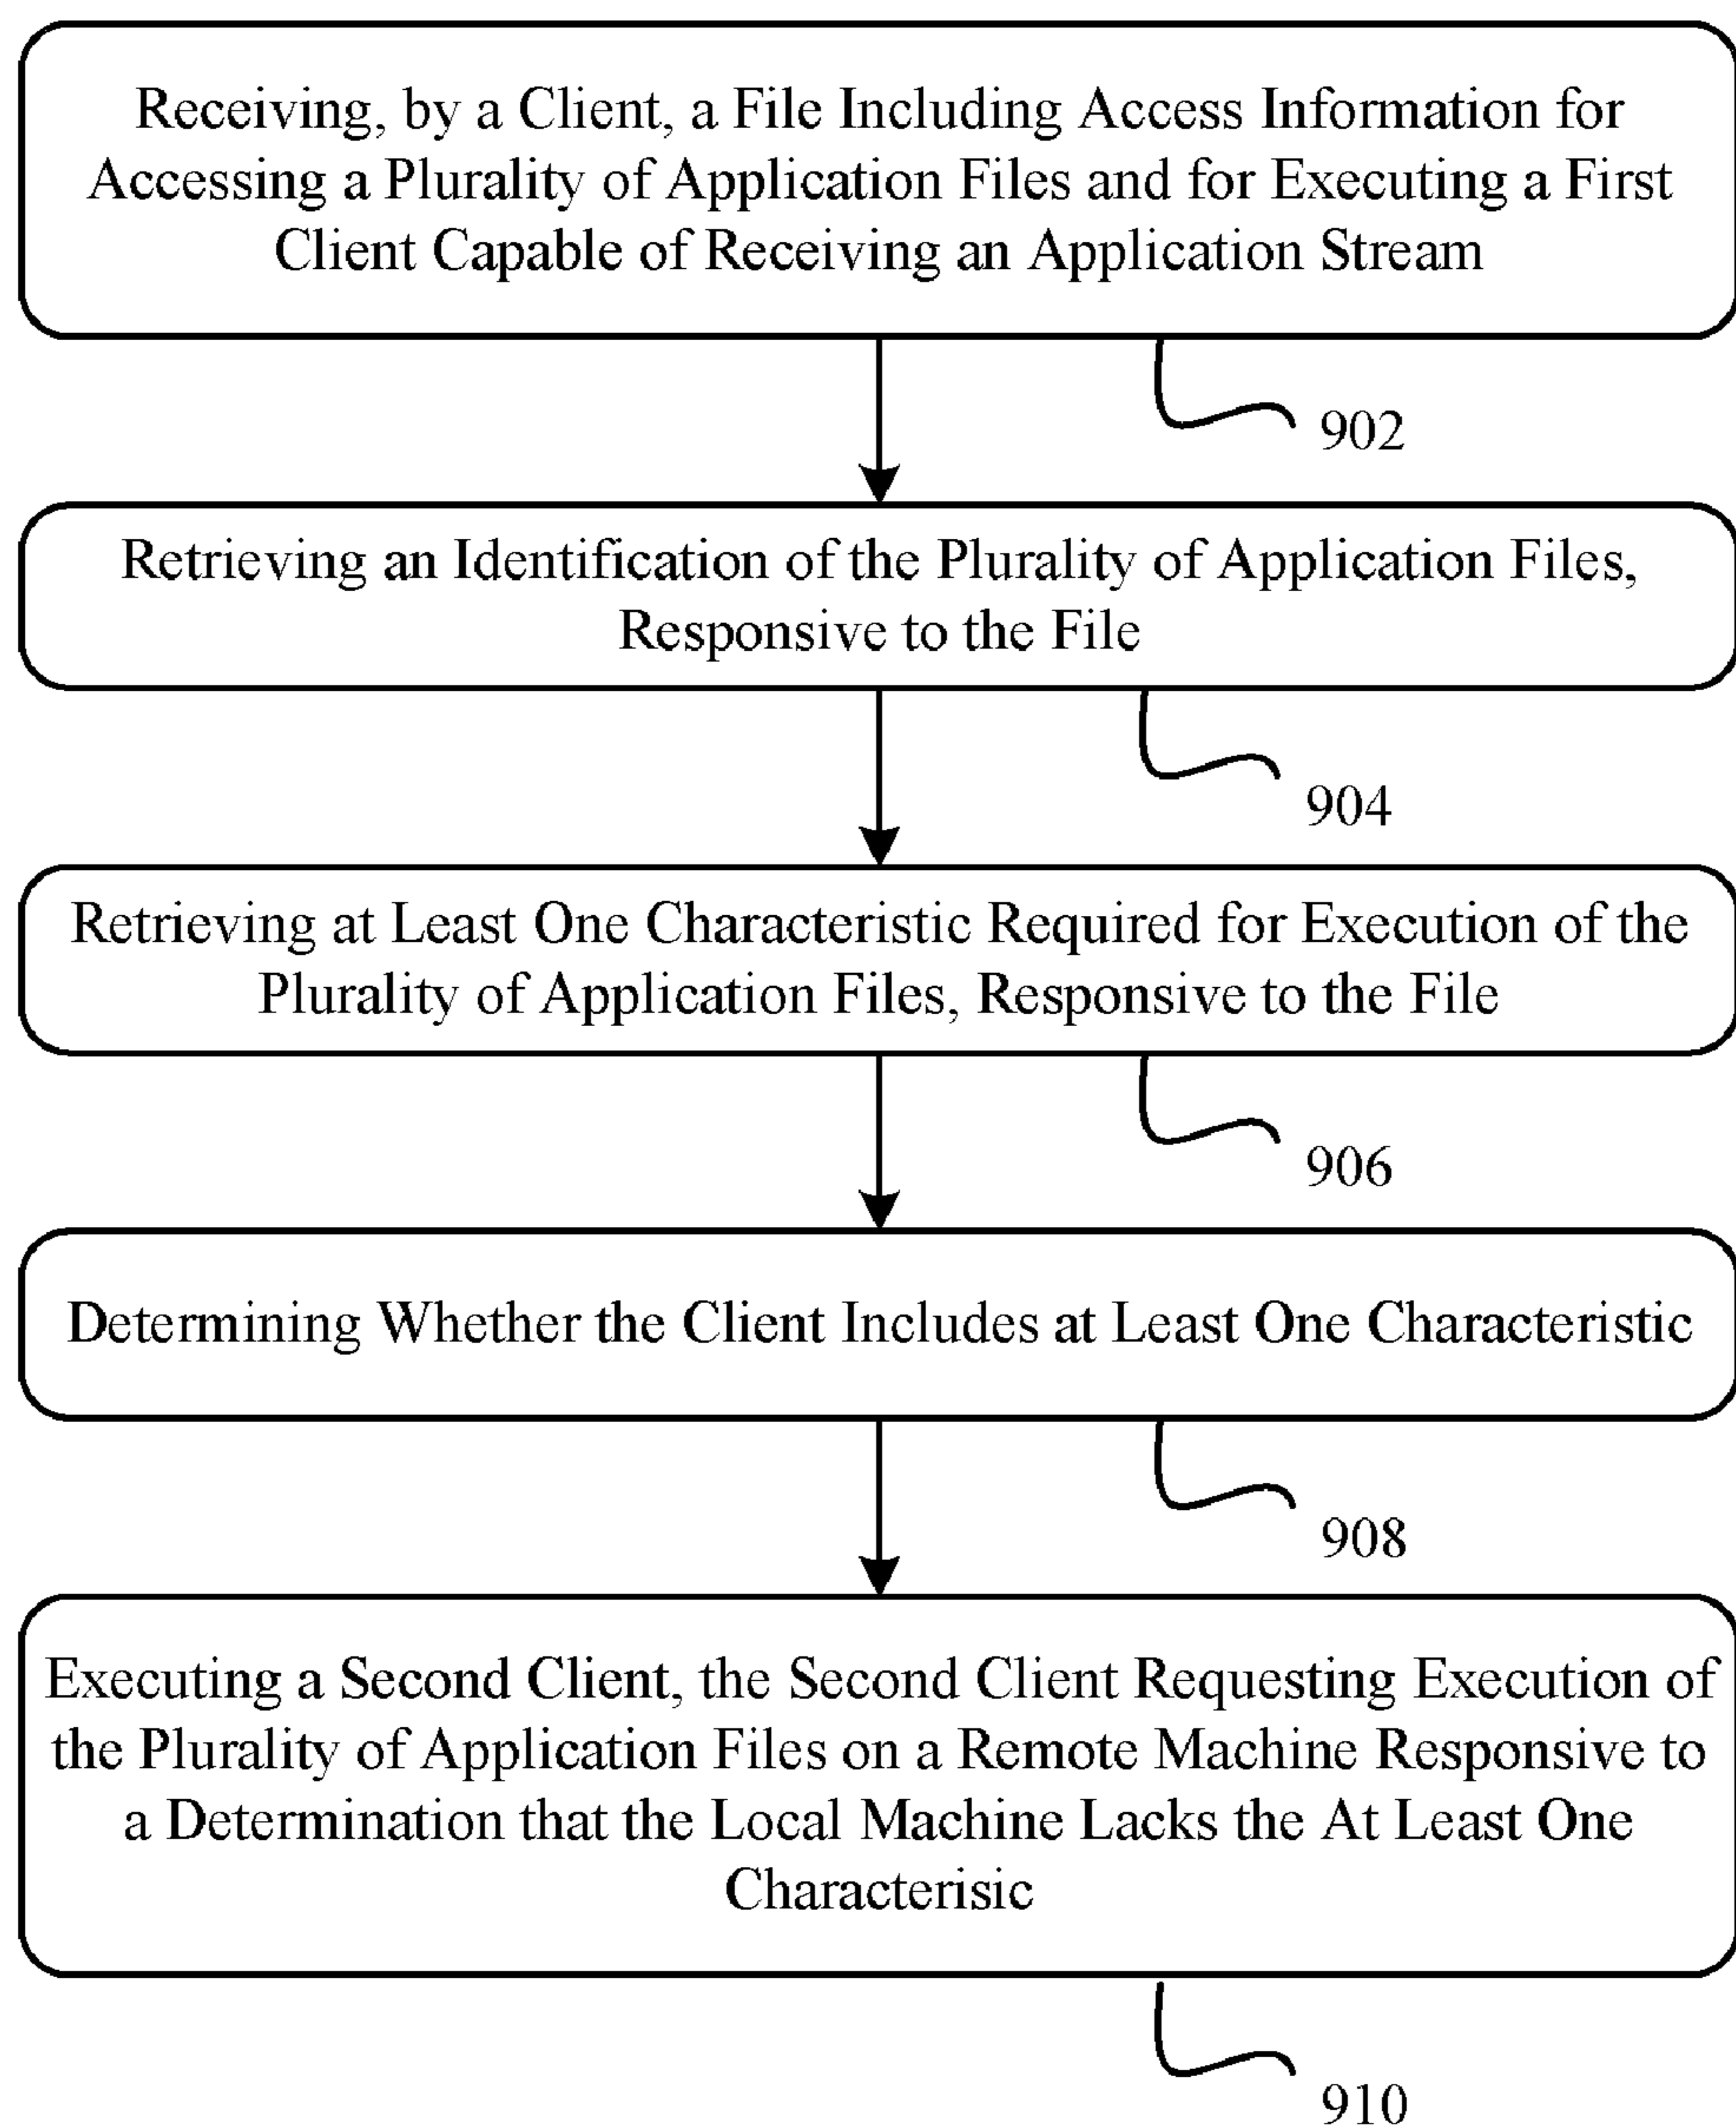 Receiving, by a Client, a File Including Access Information for
Accessing a Plurality of Application Files and for Executing a First
Client Capable of Receiving an Application Stream
902
Retrieving an Identification of the Plurality of Application Files,
Responsive to the File
904
Retrieving at Least One Characteristic Required for Execution of the
Plurality of Application Files, Responsive to the File
906
Determining Whether the Client Includes at Least One Characteristic
908
Executing a Second Client, the Second Client Requesting Execution of
the Plurality of Application Files on a Remote Machine Responsive to
a Determination that the Local Machine Lacks the At Least One
Characterisic
910